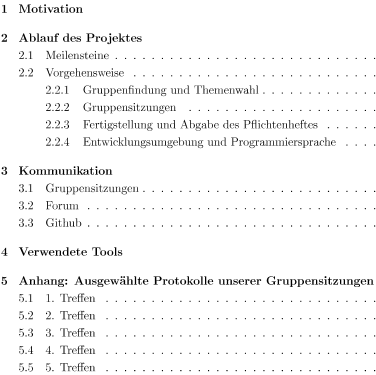 1 Motivation
2 Ablauf des Projektes
2.1 Meilensteine . . . . . . . . . . . . . . . . . . . . . . . . . . . . . .
2.2 Vorgehensweise . . . . . . . . . . . . . . . . . . . . . . . . . . . .
2.2.1 Gruppenfindung und Themenwahl . . . . . . . . . . . . .
2.2.2 Gruppensitzungen . . . . . . . . . . . . . . . . . . . . . .
2.2.3 Fertigstellung und Abgabe des Pflichtenheftes . . . . . .
2.2.4 Entwicklungsumgebung und Programmiersprache . . . .
3 Kommunikation
3.1 Gruppensitzungen . . . . . . . . . . . . . . . . . . . . . . . . . . .
3.2 Forum . . . . . . . . . . . . . . . . . . . . . . . . . . . . . . . . .
3.3 Github . . . . . . . . . . . . . . . . . . . . . . . . . . . . . . . . .
4 Verwendete Tools
5 Anhang: Ausgewählte Protokolle unserer Gruppensitzungen
5.1 1. Treffen . . . . . . . . . . . . . . . . . . . . . . . . . . . . . . .
5.2 2. Treffen . . . . . . . . . . . . . . . . . . . . . . . . . . . . . . .
5.3 3. Treffen . . . . . . . . . . . . . . . . . . . . . . . . . . . . . . .
5.4 4. Treffen . . . . . . . . . . . . . . . . . . . . . . . . . . . . . . .
5.5 5. Treffen . . . . . . . . . . . . . . . . . . . . . . . . . . . . . . .